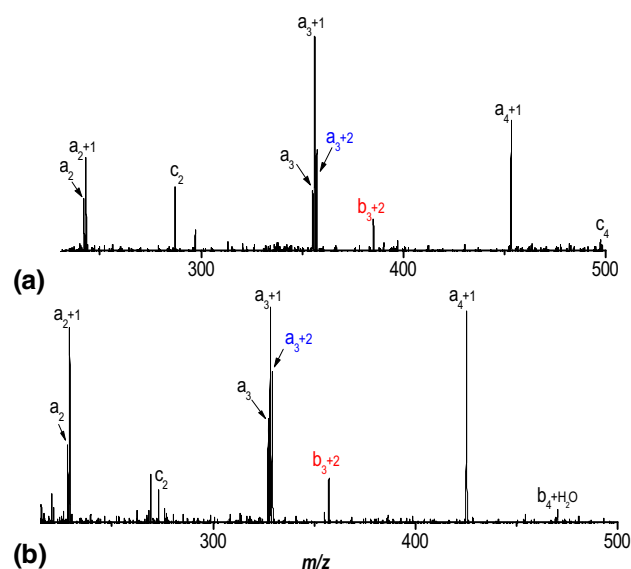 a₃+1
a₄+1
a₂+1
a₂
c₂
a₃
a₃+2
b₃+2
c₄
300
400
500
(a)
a₂+1
a₃+1
a₄+1
a₃+2
a₂
a₃
c₂
b₃+2
b₄+H₂O
300
400
500
(b)
m/z